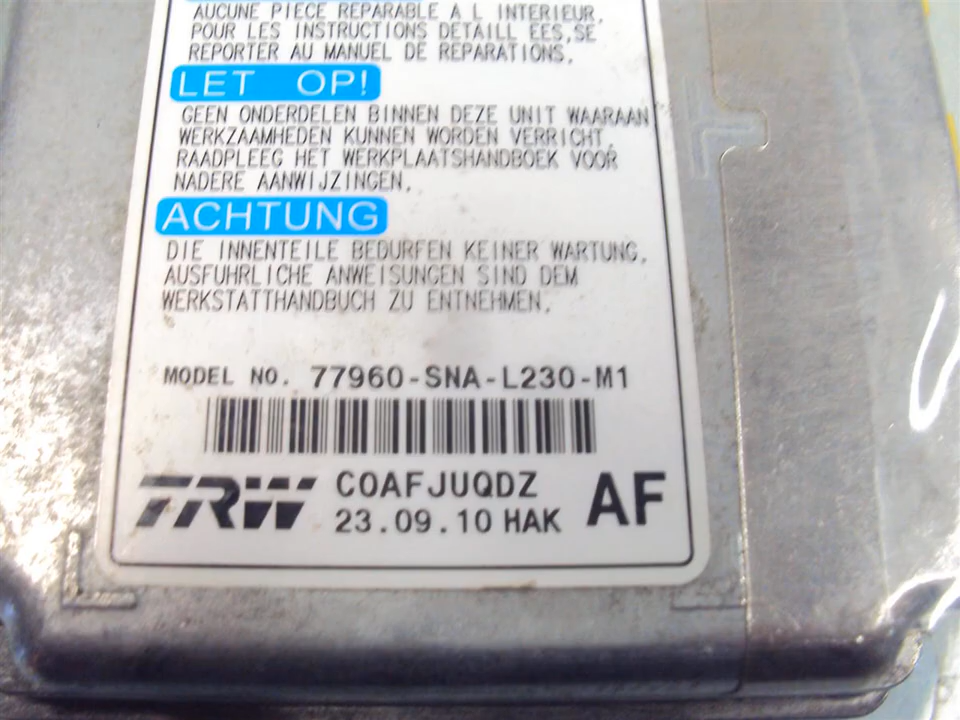 AUCUNE PIECE REPARABLE A L INTERIEUR.
POUR LES INSTRUCTIONS DETAILL EES,SE
REPORTER AU MANUEL DE REPARATIONS.
LET OP!
GEEN ONDERDELEN BINNEN DEZE UNIT WAARAAN
WERKZAAMHEDEN KUNNEN WORDEN VERRICHT.
RAADPLEEG HET WERKPLAATSHANDBOEK VOOR
NADERE AANWIJZINGEN.
ACHTUNG
DIE INNENTEILE BEDURFEN KEINER WARTUNG.
AUSFUHRLICHE ANWEISUNGEN SIND DEM
WERKSTATTHANDBUCH ZU ENTNEHMEN.
MODEL NO. 77960-SNA-L230-M1
TRW C0AFJUQDZ AF
23.09.10 HAK